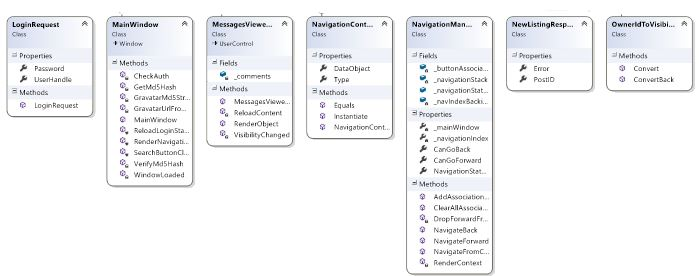 LoginRequest
Class
Properties
Password
UserHandle
Methods
LoginRequest
MainWindow
Class
Window
Methods
CheckAuth
GetMd5Hash
GravatarMd5Str...
GravatarUrlFro...
MainWindow
ReloadLoginSta...
RenderNavigati...
SearchButtonCl...
VerifyMd5Hash
WindowLoaded
MessagesViewe...
Class
UserControl
Fields
_comments
Methods
MessagesViewe...
ReloadContent
RenderObject
VisibilityChanged
NavigationCont...
Class
Properties
DataObject
Type
Methods
Equals
Instantiate
NavigationCont...
NavigationMan...
Class
Fields
_buttonAssocia...
_navigationStack
_navigationStat...
_navIndexBacki...
Properties
_mainWindow
_navigationIndex
CanGoBack
CanGoForward
NavigationStat...
Methods
AddAssociation...
ClearAllAssocia...
DropForwardFr...
NavigateBack
NavigateForward
NavigateFromC...
RenderContext
NewListingResp...
Class
Properties
Error
PostID
OwnerIdToVisibi...
Class
Methods
Convert
ConvertBack